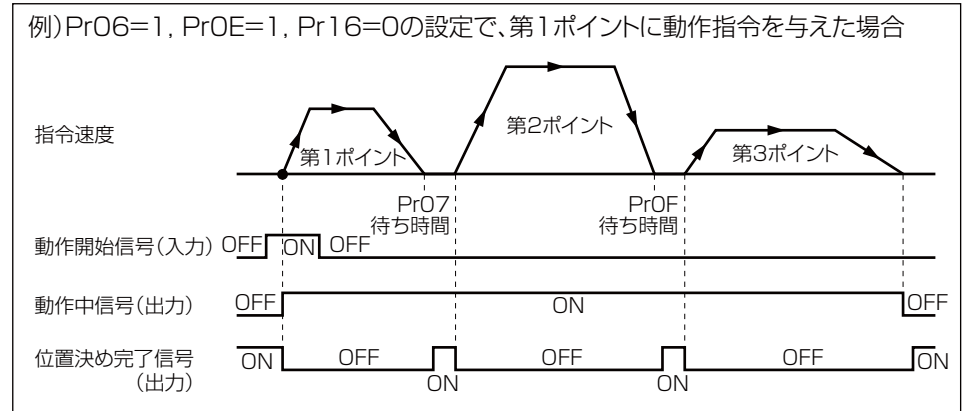 例)Pr06=1, Pr0E=1, Pr16=0の設定で、第1ポイントに動作指令を与えた場合
指令速度
第1ポイント
第2ポイント
第3ポイント
Pr07
待ち時間
Pr0F
待ち時間
動作開始信号(入力) OFF ON OFF
動作中信号(出力) OFF ON OFF
位置決め完了信号
(出力)
ON OFF ON OFF ON OFF ON